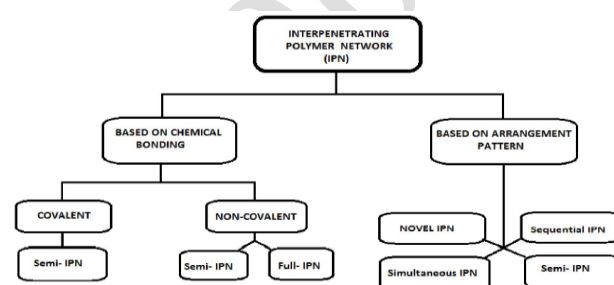 INTERPENETRATING
POLYMER NETWORK
(IPN)
BASED ON CHEMICAL
BONDING
BASED ON ARRANGEMENT
PATTERN
COVALENT
NON-COVALENT
NOVEL IPN
Sequential IPN
Semi- IPN
Semi- IPN
Full- IPN
Simultaneous IPN
Semi- IPN